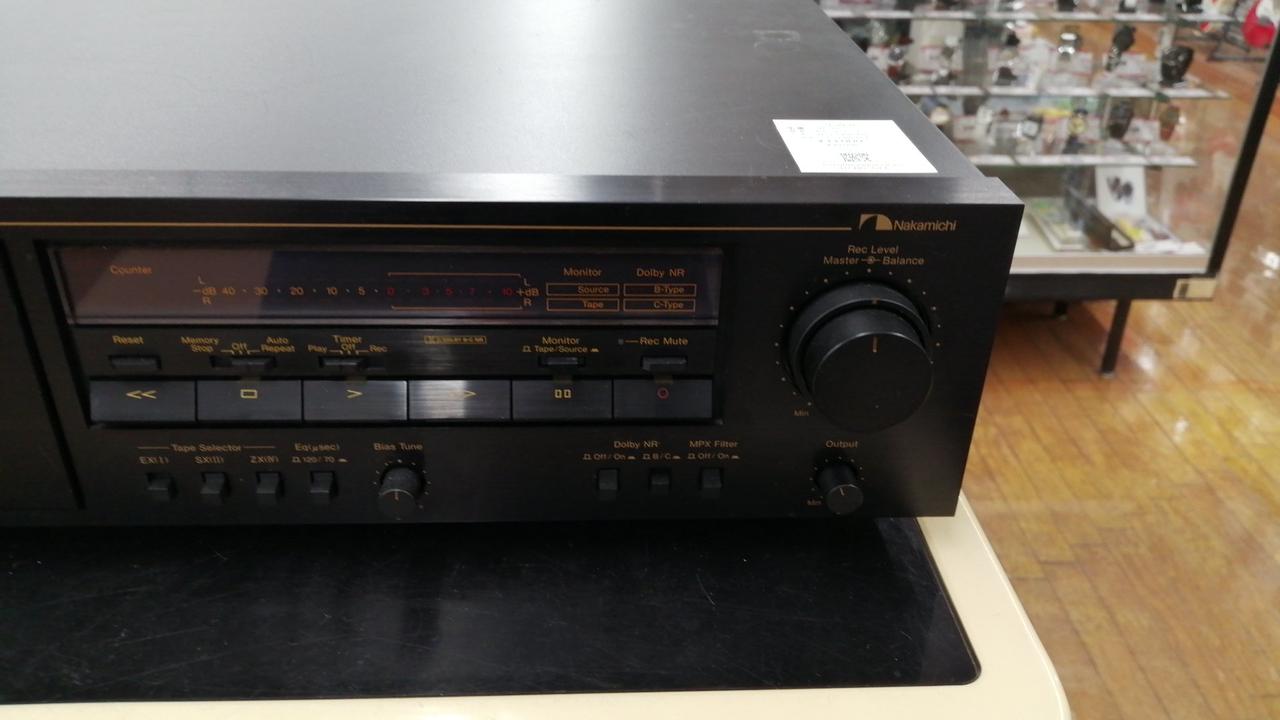 Nakamichi
Rec Level
Master Balance
Counter
L
-dB 40 · 30 · 20 · 10 · 5 · 0 · 3 · 5 · 7 · 10 +dB
R
L
R
Monitor
Source
Tape
Dolby NR
B-Type
C-Type
Reset
Memory Stop Off Auto Repeat
Timer
Play Off Rec
Monitor
Tape/Source
Rec Mute
<< □ > > ▯▯ ○
Min
Tape Selector
EX(I) SX(II) ZX(IV)
Eq(μsec)
120/70
Bias Tune
Dolby NR
Off/On B/C
MPX Filter
Off/On
Output
Min